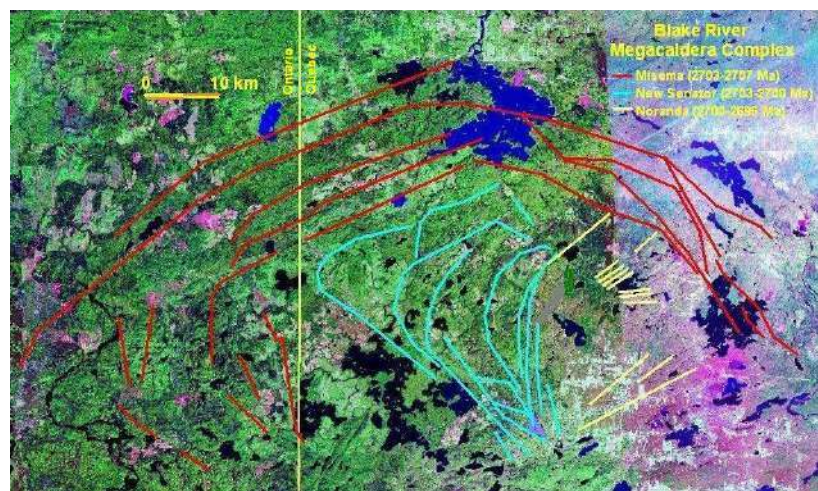 Blake River
Megacaldera Complex
Misema (2703-2707 Ma)
New Senator (2703-2700 Ma)
Noranda (2700-2696 Ma)
0 10 km
Ontario
Québec